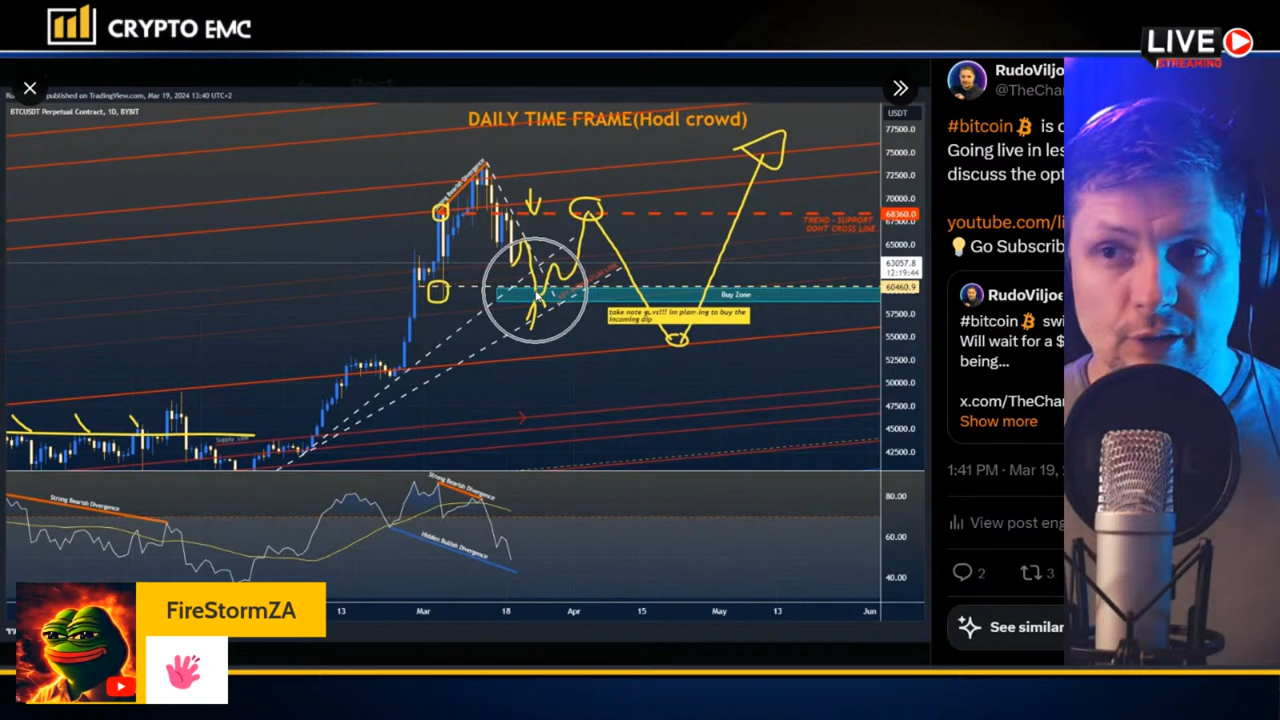 CRYPTO EMC
LIVE
STREAMING
published on TradingView.com, Mar 19, 2024 13:40 UTC+2
BTCUSDT Perpetual Contract, 1D, BYBIT
DAILY TIME FRAME(Hodl crowd)
USDT
77500.0
75000.0
72500.0
70000.0
68360.0
67500.0
65000.0
63057.8
12:19:44
60460.9
57500.0
55000.0
52500.0
50000.0
47500.0
45000.0
42500.0
Strong Bearish Divergence
TREND - SUPPORT
DONT CROSS LINE
Buy Zone
take note guys!!! im planning to buy the
incoming dip
Supply
Strong Bearish Divergence
Strong Bearish Divergence
Hidden Bullish Divergence
80.00
60.00
40.00
13
Mar
18
Apr
15
May
13
Jun
RudoViljo
@TheChar
#bitcoin
Going live in les
discuss the opt
youtube.com/li
Go Subscrib
RudoViljoe
#bitcoin swi
Will wait for a $
being...
x.com/TheCha
Show more
1:41 PM · Mar 19,
View post eng
2
3
See similar
FireStormZA